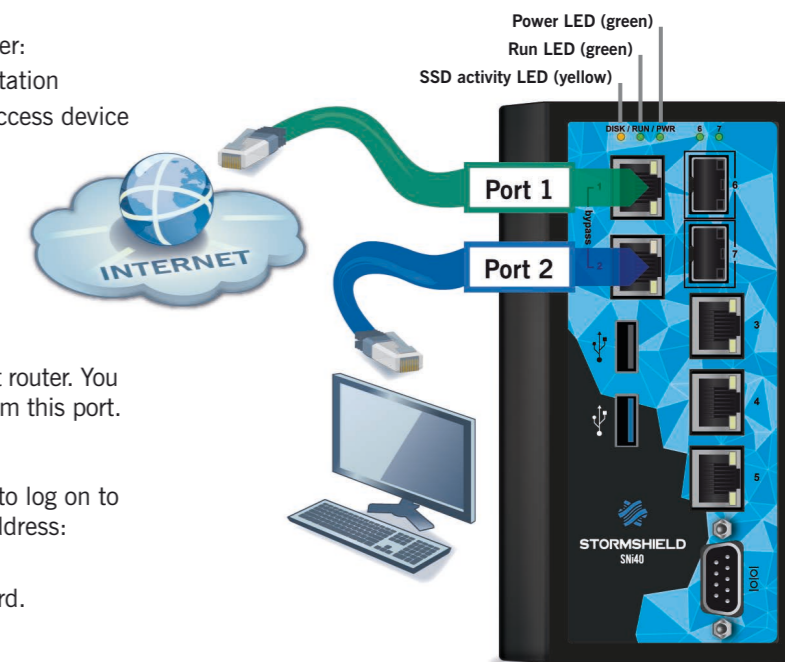 er:
tation
ccess device
t router. You
m this port.
to log on to
ddress:
rd.
Power LED (green)
Run LED (green)
SSD activity LED (yellow)
INTERNET
Port 1
Port 2
DISK / RUN / PWR
6 7
1
bypass
2
6
7
3
4
5
STORMSHIELD
SNi40
IOIOI